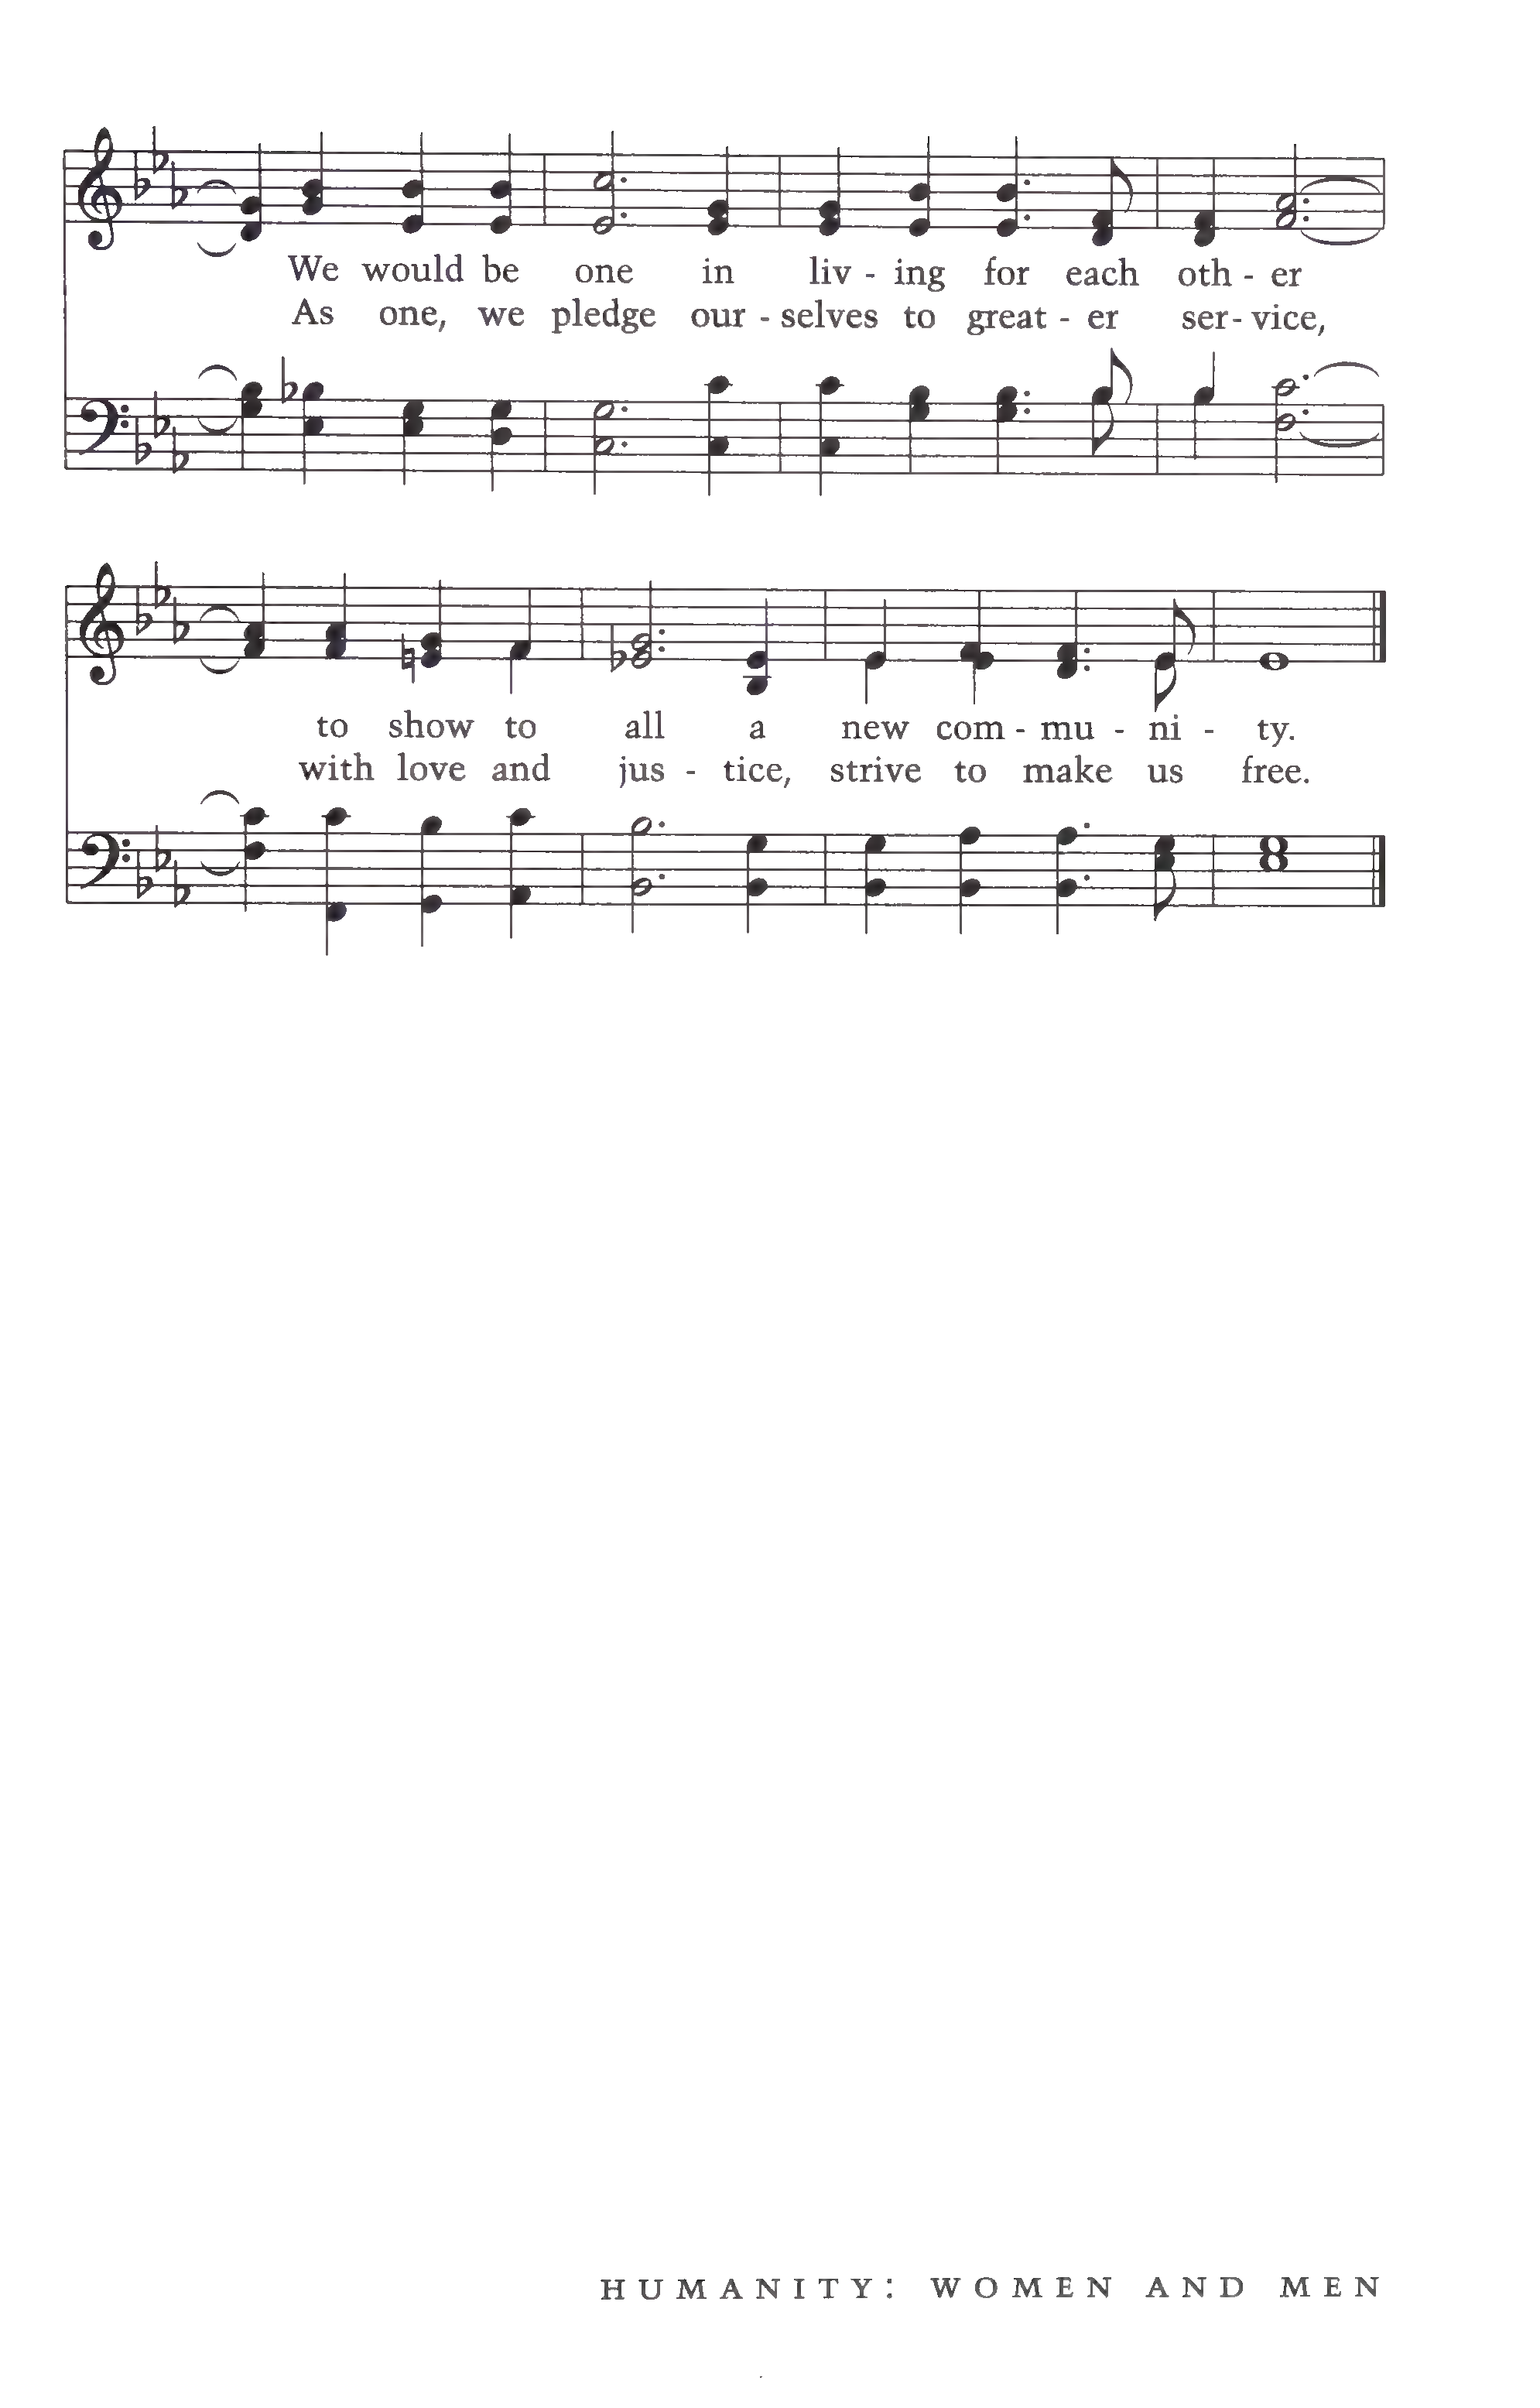 We would be one in liv - ing for each oth - er
As one, we pledge our - selves to great - er ser - vice,
to show to all a new com - mu - ni - ty.
with love and jus - tice, strive to make us free.
HUMANITY: WOMEN AND MEN